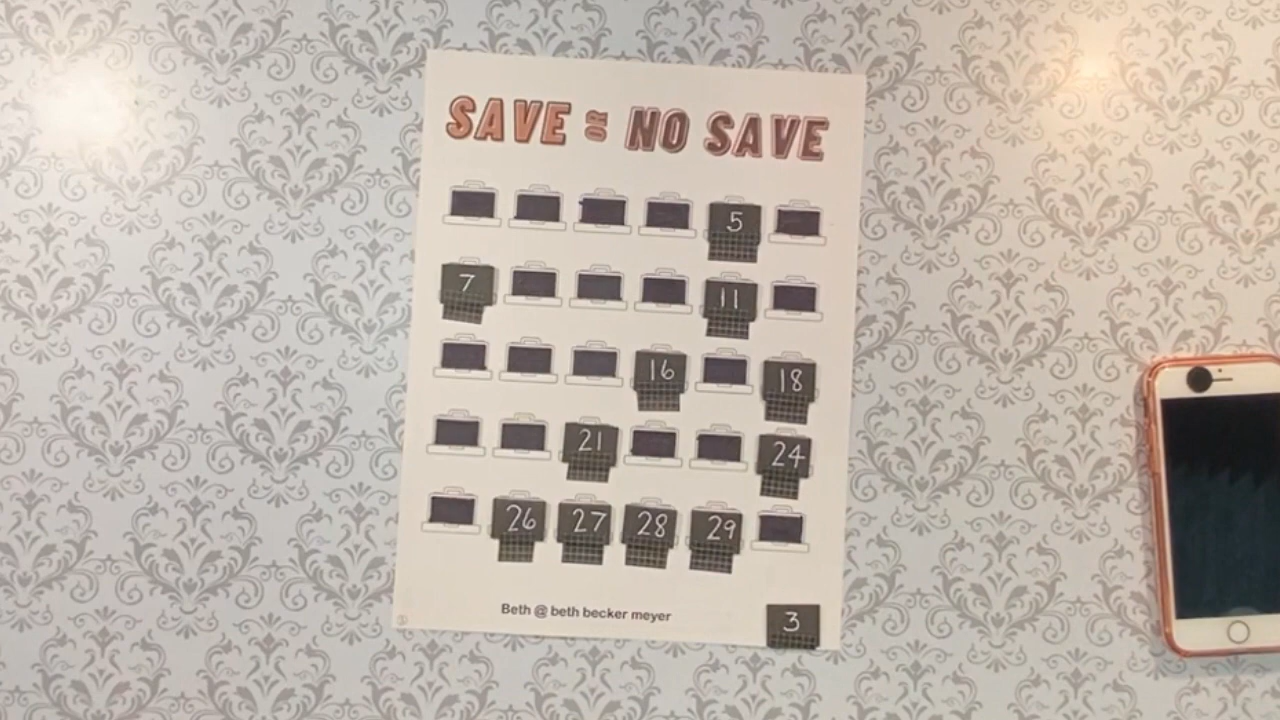 SAVE OR NO SAVE
5
7 11
16 18
21 24
26 27 28 29
Beth @ beth becker meyer
3